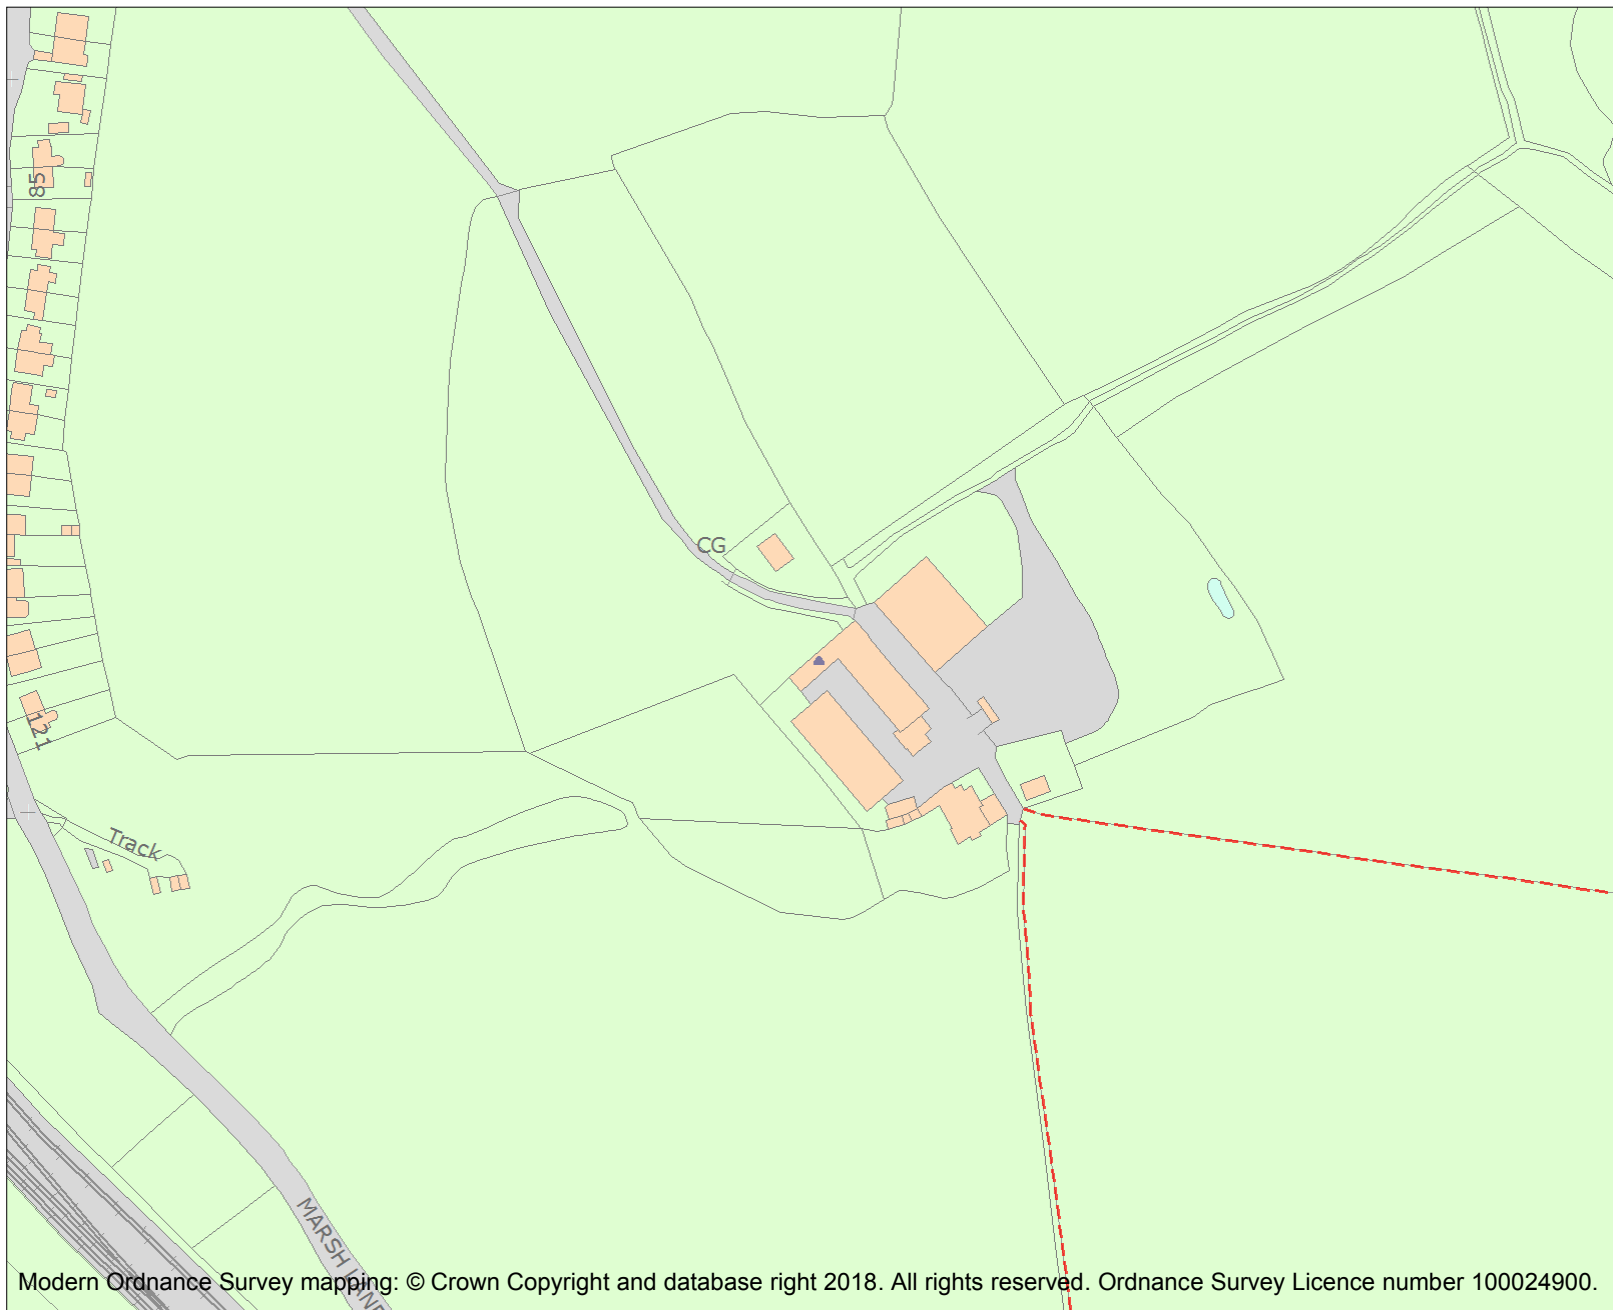 85
CG
121
Track
MARSH LANE
Modern Ordnance Survey mapping: © Crown Copyright and database right 2018. All rights reserved. Ordnance Survey Licence number 100024900.